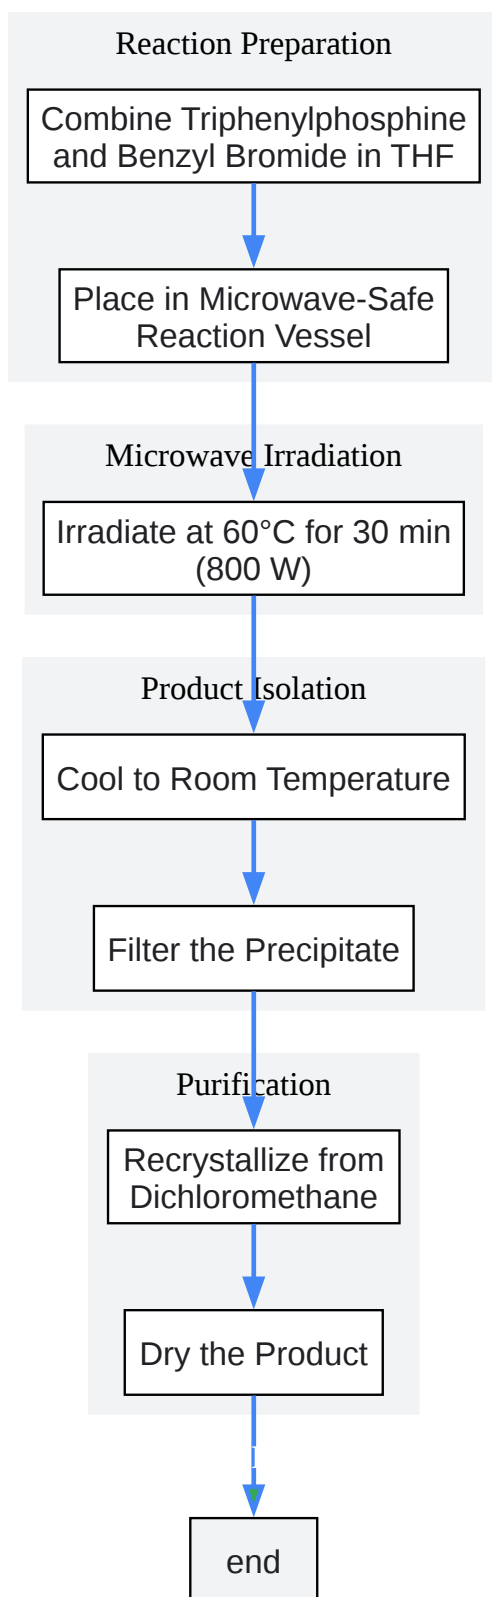 Reaction Preparation
Combine Triphenylphosphine
and Benzyl Bromide in THF
Place in Microwave-Safe
Reaction Vessel
Microwave Irradiation
Irradiate at 60°C for 30 min
(800 W)
Product Isolation
Cool to Room Temperature
Filter the Precipitate
Purification
Recrystallize from
Dichloromethane
Dry the Product
end